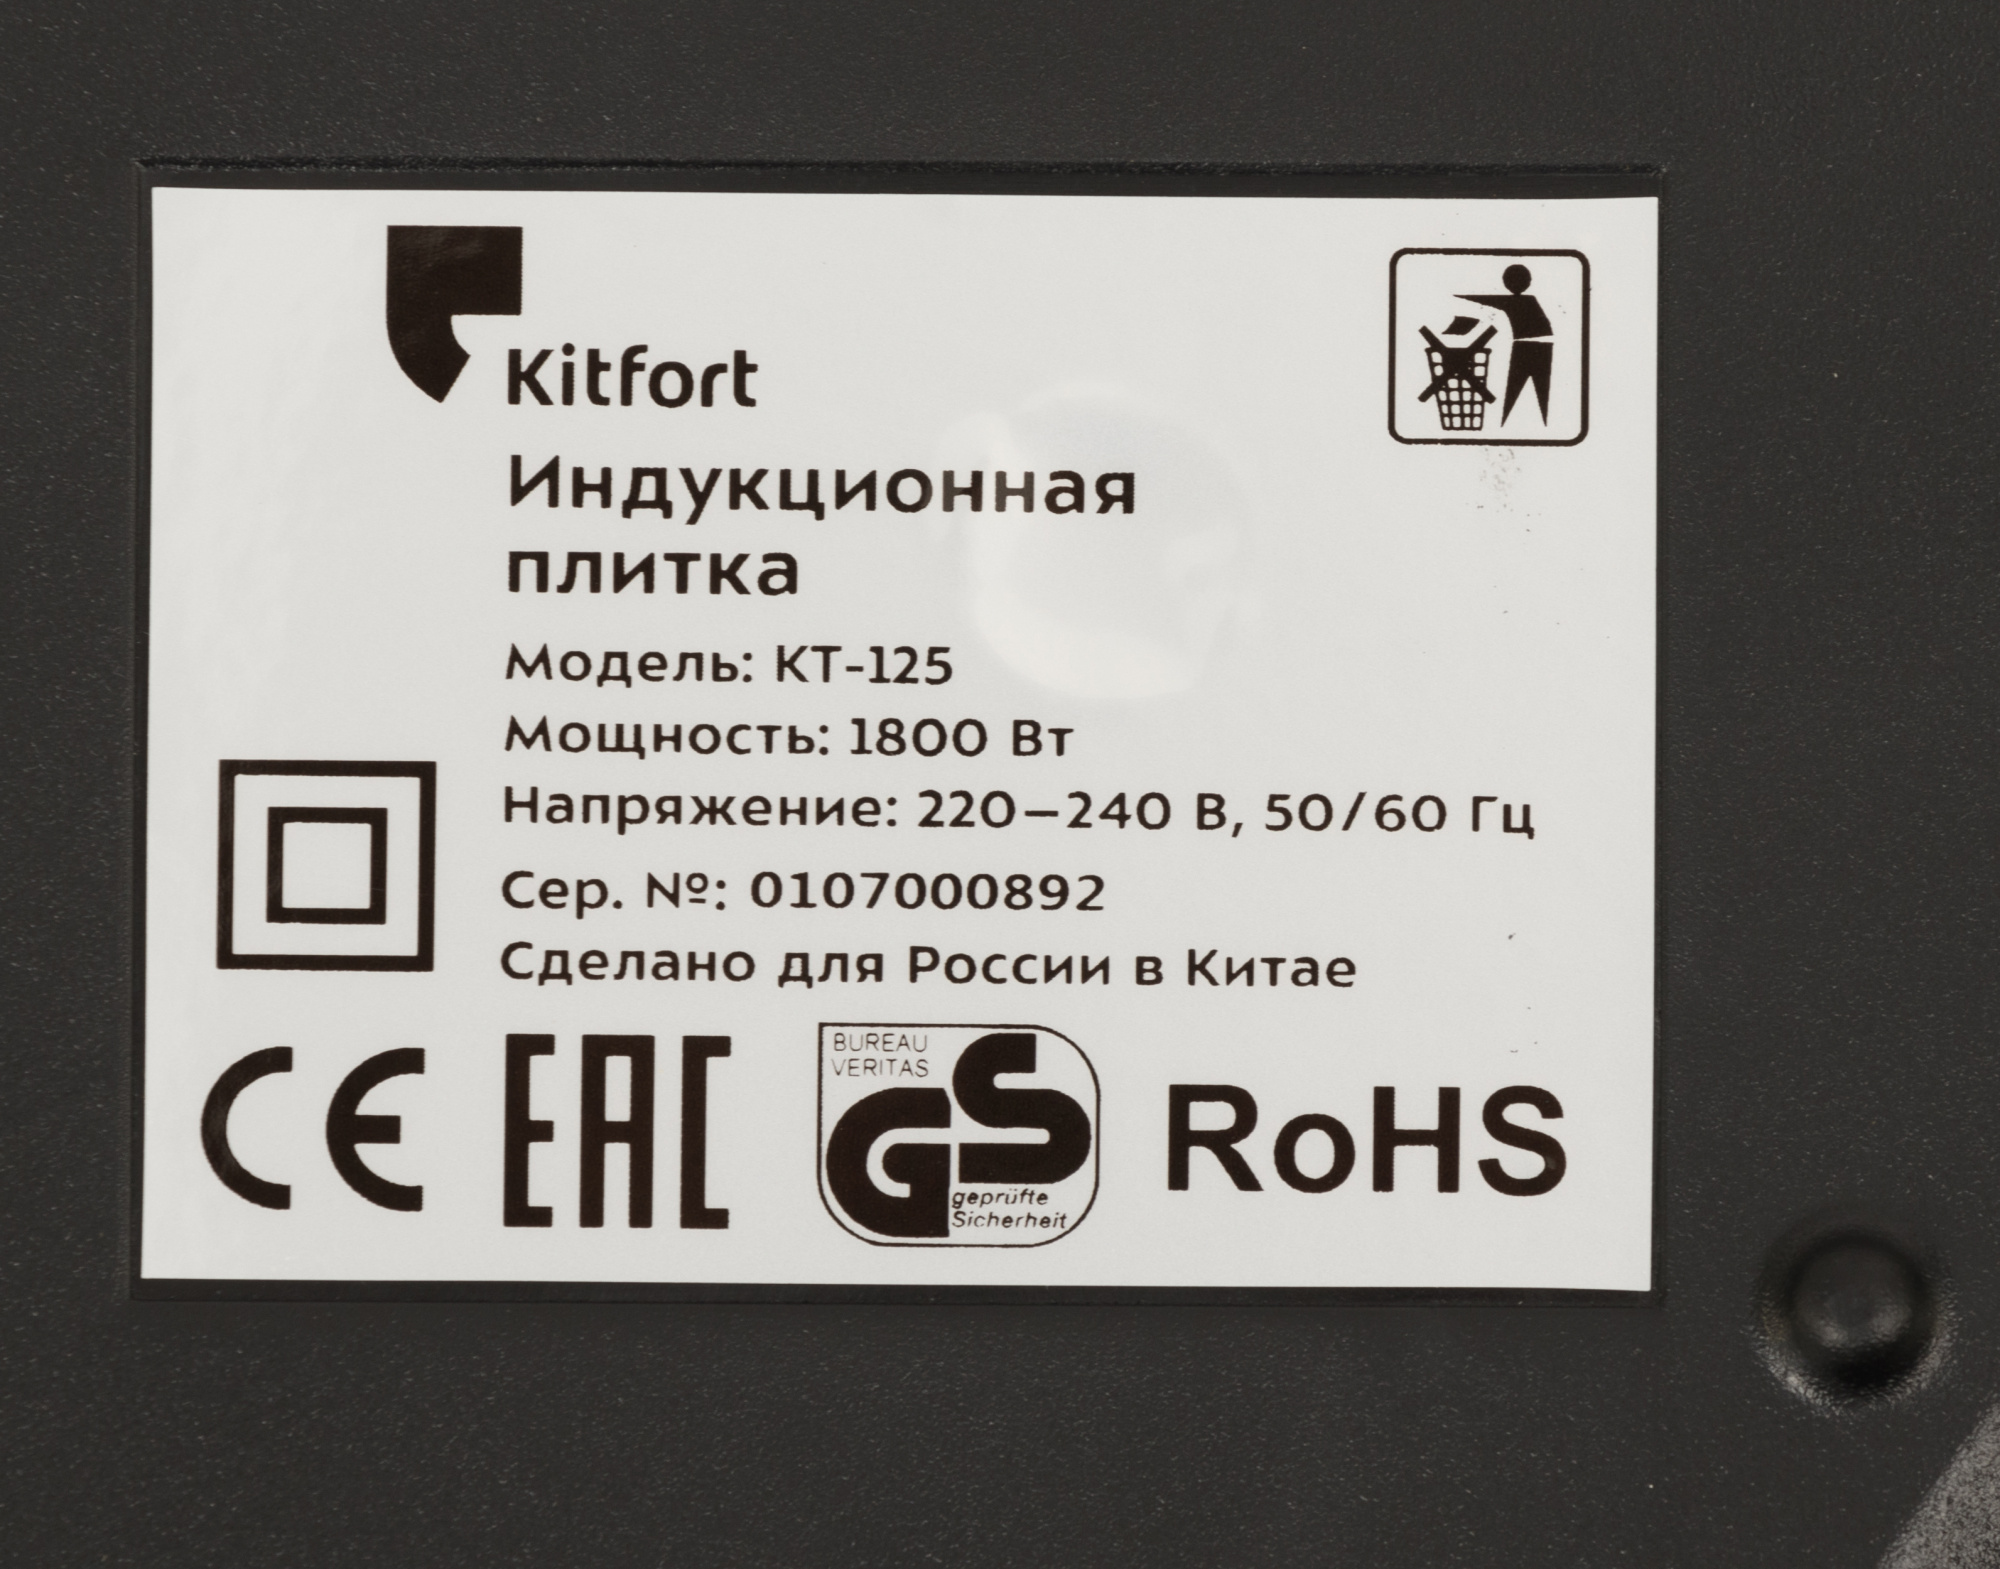 Kitfort
Индукционная
плитка
Модель: КТ-125
Мощность: 1800 Вт
Напряжение: 220–240 В, 50/60 Гц
Сер. №: 0107000892
Сделано для России в Китае
CE
EAC
BUREAU
VERITAS
GS
geprüfte
Sicherheit
RoHS